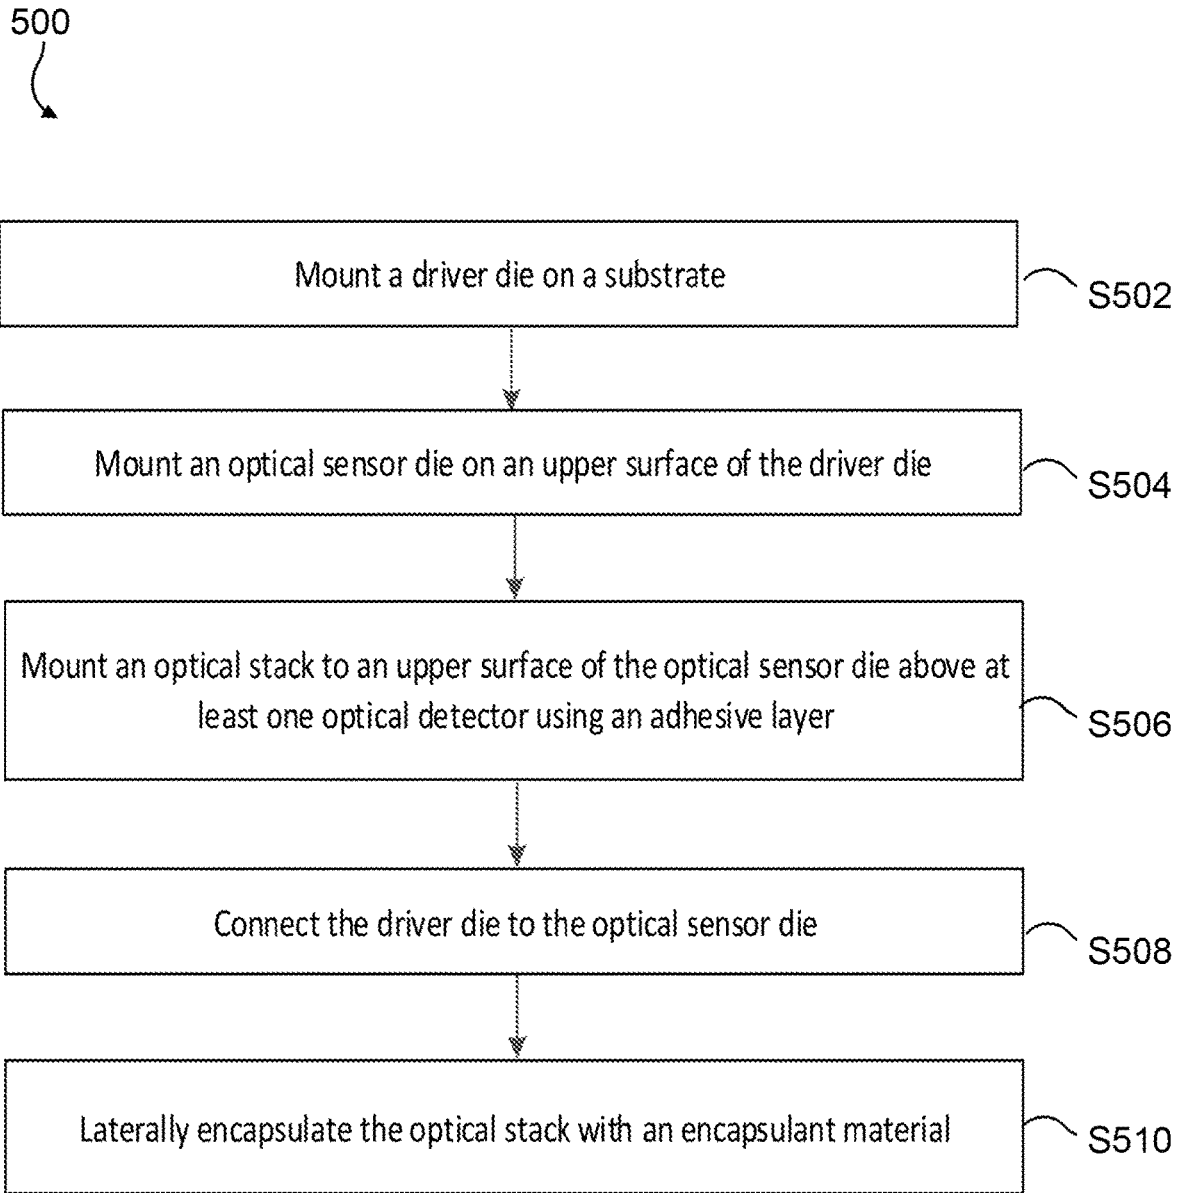 500
Mount a driver die on a substrate
S502
Mount an optical sensor die on an upper surface of the driver die
S504
Mount an optical stack to an upper surface of the optical sensor die above at
least one optical detector using an adhesive layer
S506
Connect the driver die to the optical sensor die
S508
Laterally encapsulate the optical stack with an encapsulant material
S510